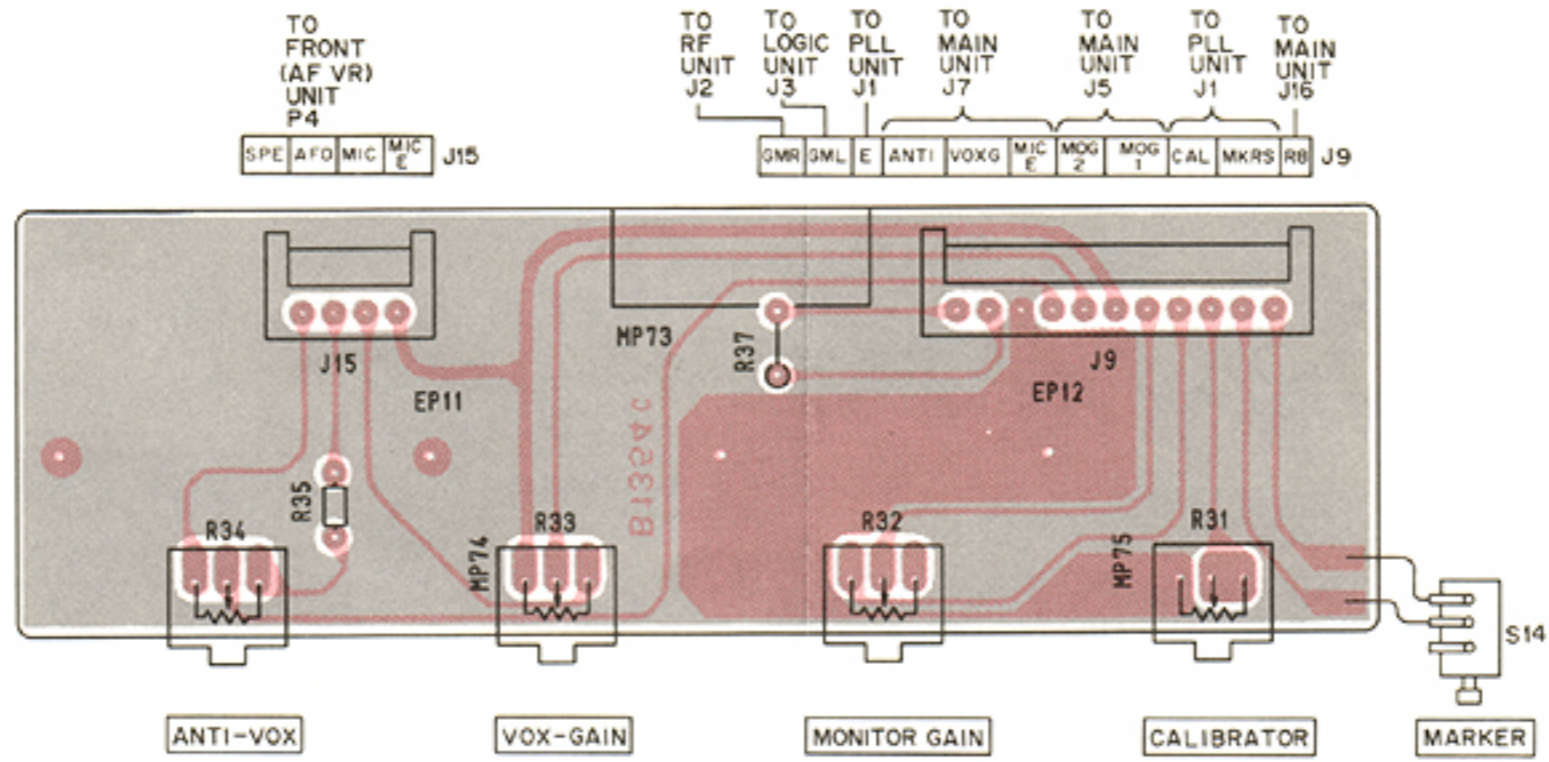 TO
FRONT
(AF VR)
UNIT
P4
TO
RF
UNIT
J2
TO
LOGIC
UNIT
J3
TO
PLL
UNIT
J1
TO
MAIN
UNIT
J7
TO
MAIN
UNIT
J5
TO
PLL
UNIT
J1
TO
MAIN
UNIT
J16
SPE AFO MIC MIC E J15
GMR GML E ANTI VOXG MIC E MOG 2 MOG 1 CAL MKRS R8 J9
MP73
R37
J15
J9
EP11
EP12
B1354C
R35
R34
MP74
R33
R32
MP75
R31
S14
ANTI-VOX
VOX-GAIN
MONITOR GAIN
CALIBRATOR
MARKER